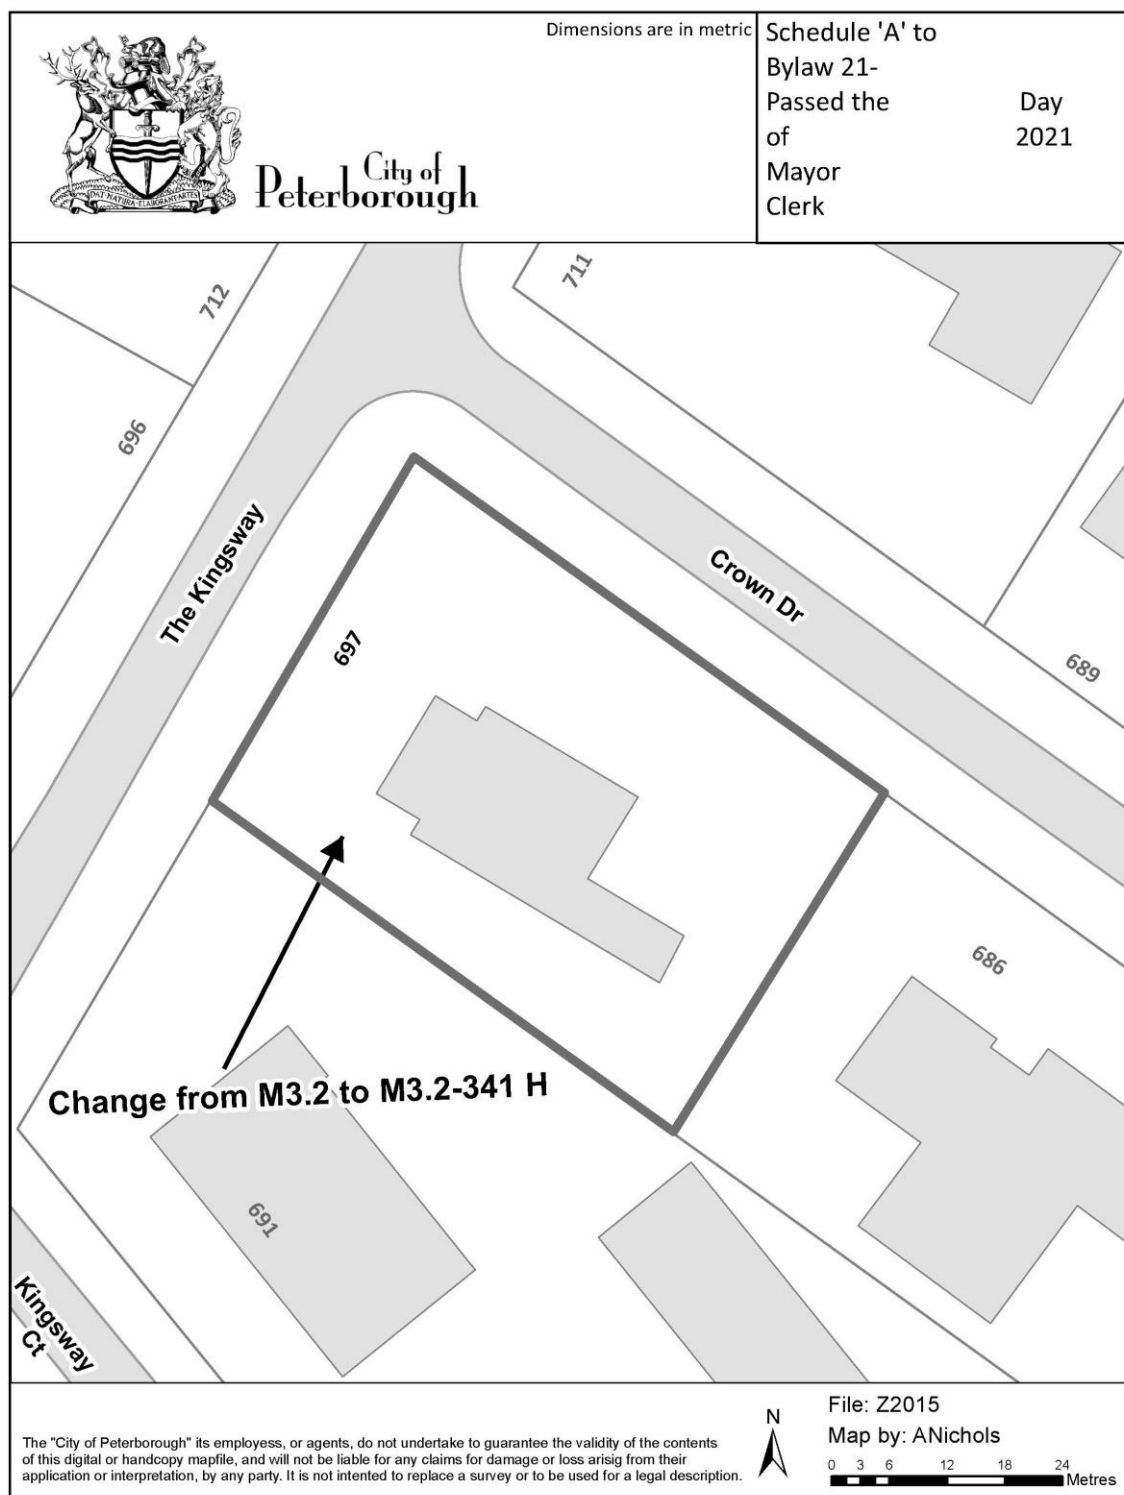 DAT·NATURA·ELABORANT·ARTES
City of
Peterborough
Dimensions are in metric
Schedule 'A' to
Bylaw 21-
Passed the Day
of 2021
Mayor
Clerk
712
711
696
The Kingsway
Crown Dr
697
689
686
Change from M3.2 to M3.2-341 H
691
Kingsway
Ct
The "City of Peterborough" its employess, or agents, do not undertake to guarantee the validity of the contents
of this digital or handcopy mapfile, and will not be liable for any claims for damage or loss arisig from their
application or interpretation, by any party. It is not intended to replace a survey or to be used for a legal description.
N
File: Z2015
Map by: ANichols
0 3 6 12 18 24
Metres